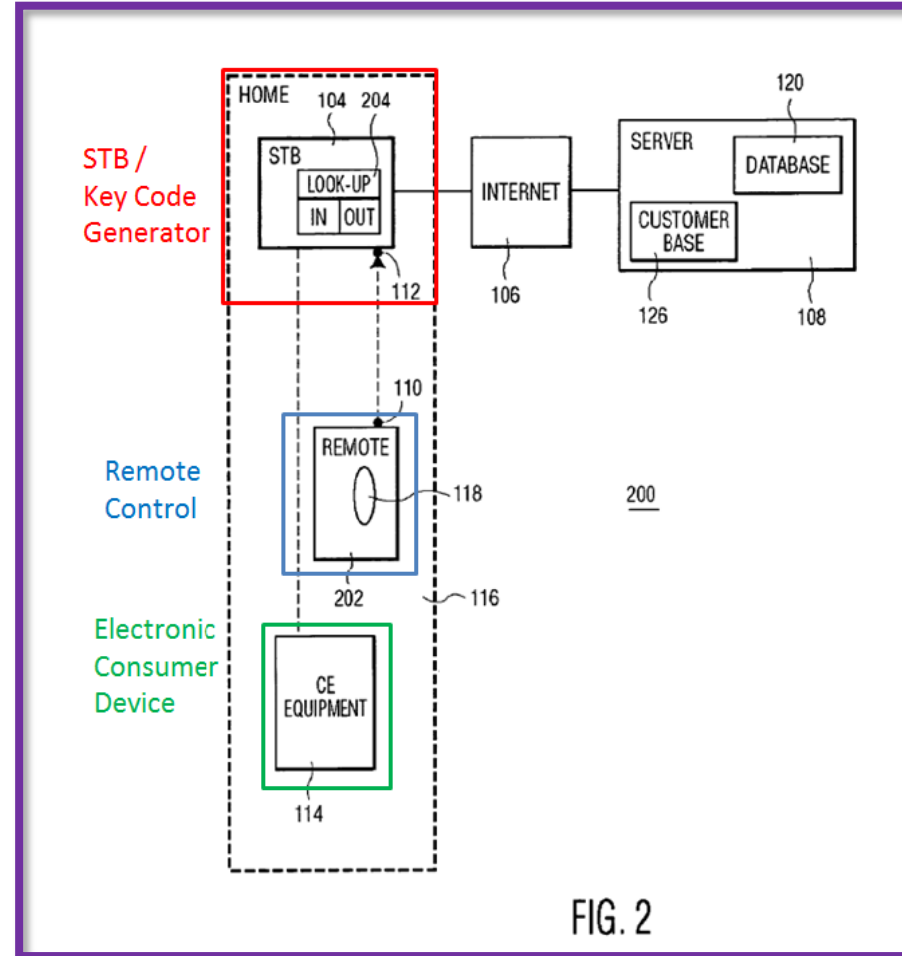 HOME
104 204
STB
LOOK-UP
IN OUT
112
STB /
Key Code
Generator
INTERNET
106
120
SERVER
DATABASE
CUSTOMER
BASE
126
108
110
REMOTE
118
202
Remote
Control
200
116
Electronic
Consumer
Device
CE
EQUIPMENT
114
FIG. 2